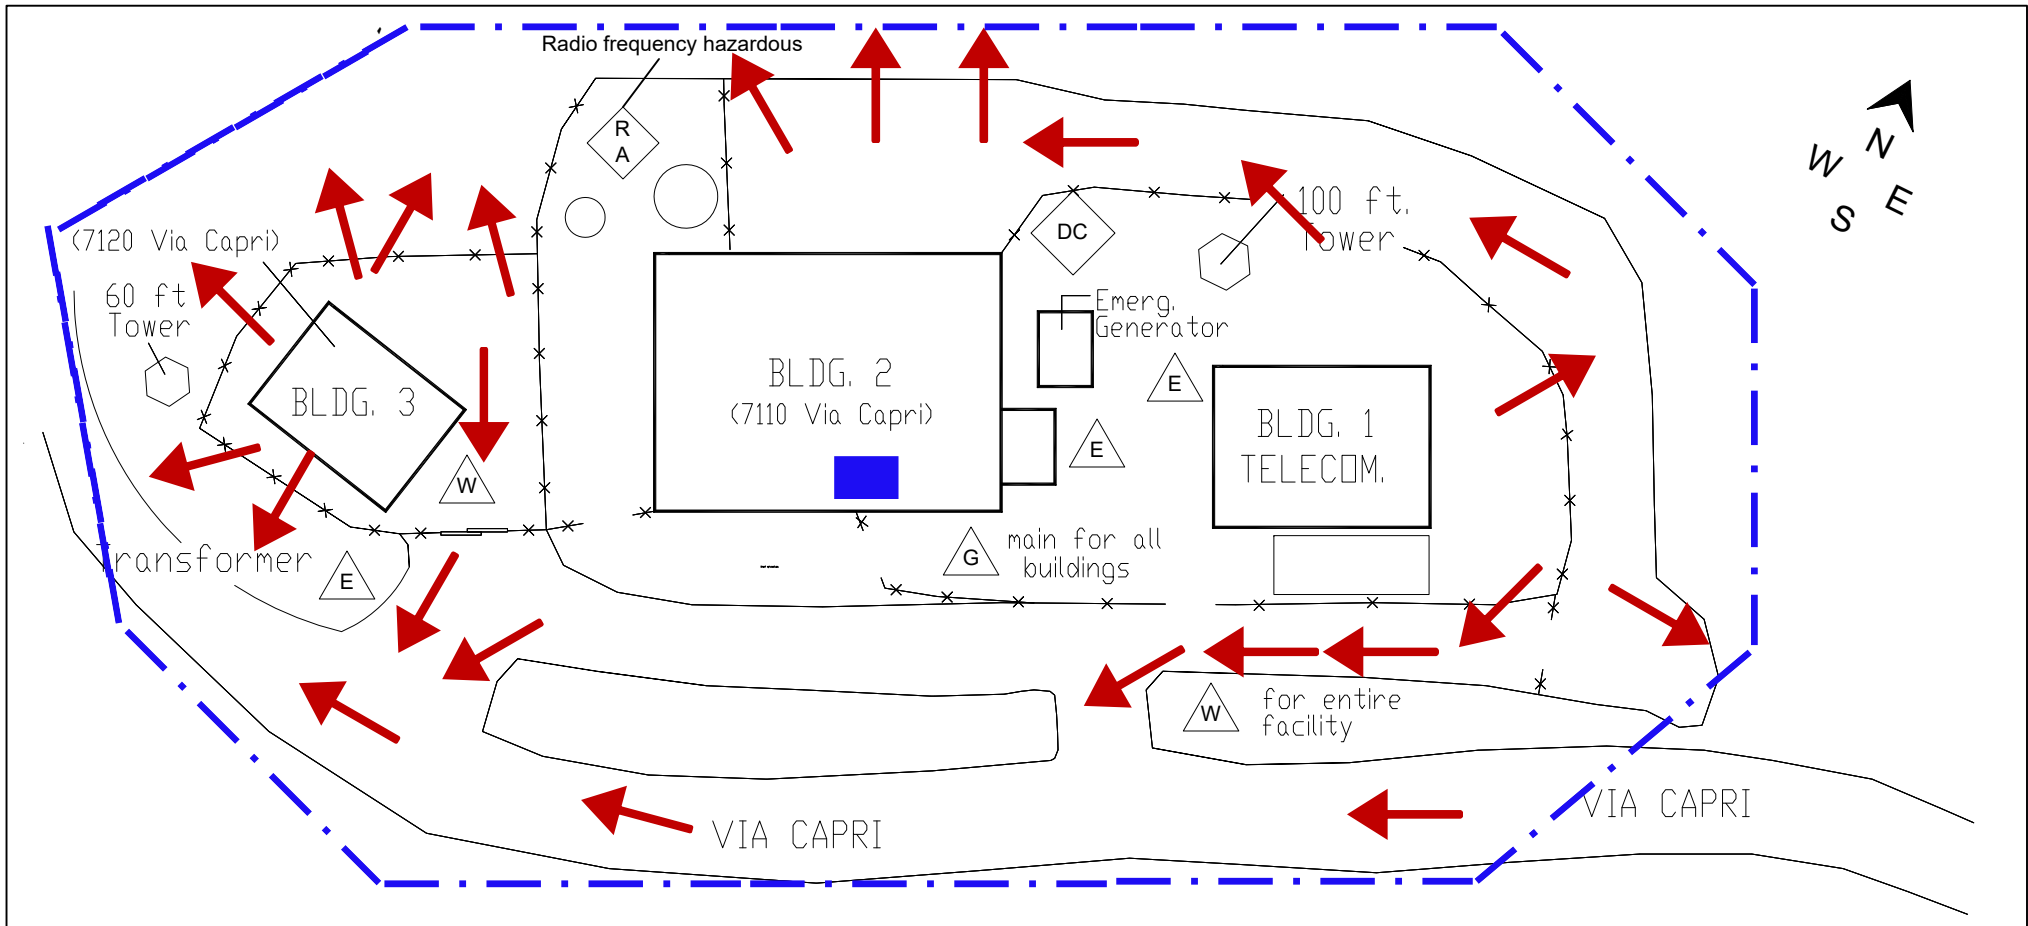 Radio frequency hazardous
R
A
N
W
E
S
(7120 Via Capri)
60 ft
Tower
100 ft.
Tower
DC
Emerg.
Generator
BLDG. 3
BLDG. 2
(7110 Via Capri)
E
E
BLDG. 1
TELECOM.
W
G
main for all
buildings
Transformer
E
W
for entire
facility
VIA CAPRI
VIA CAPRI